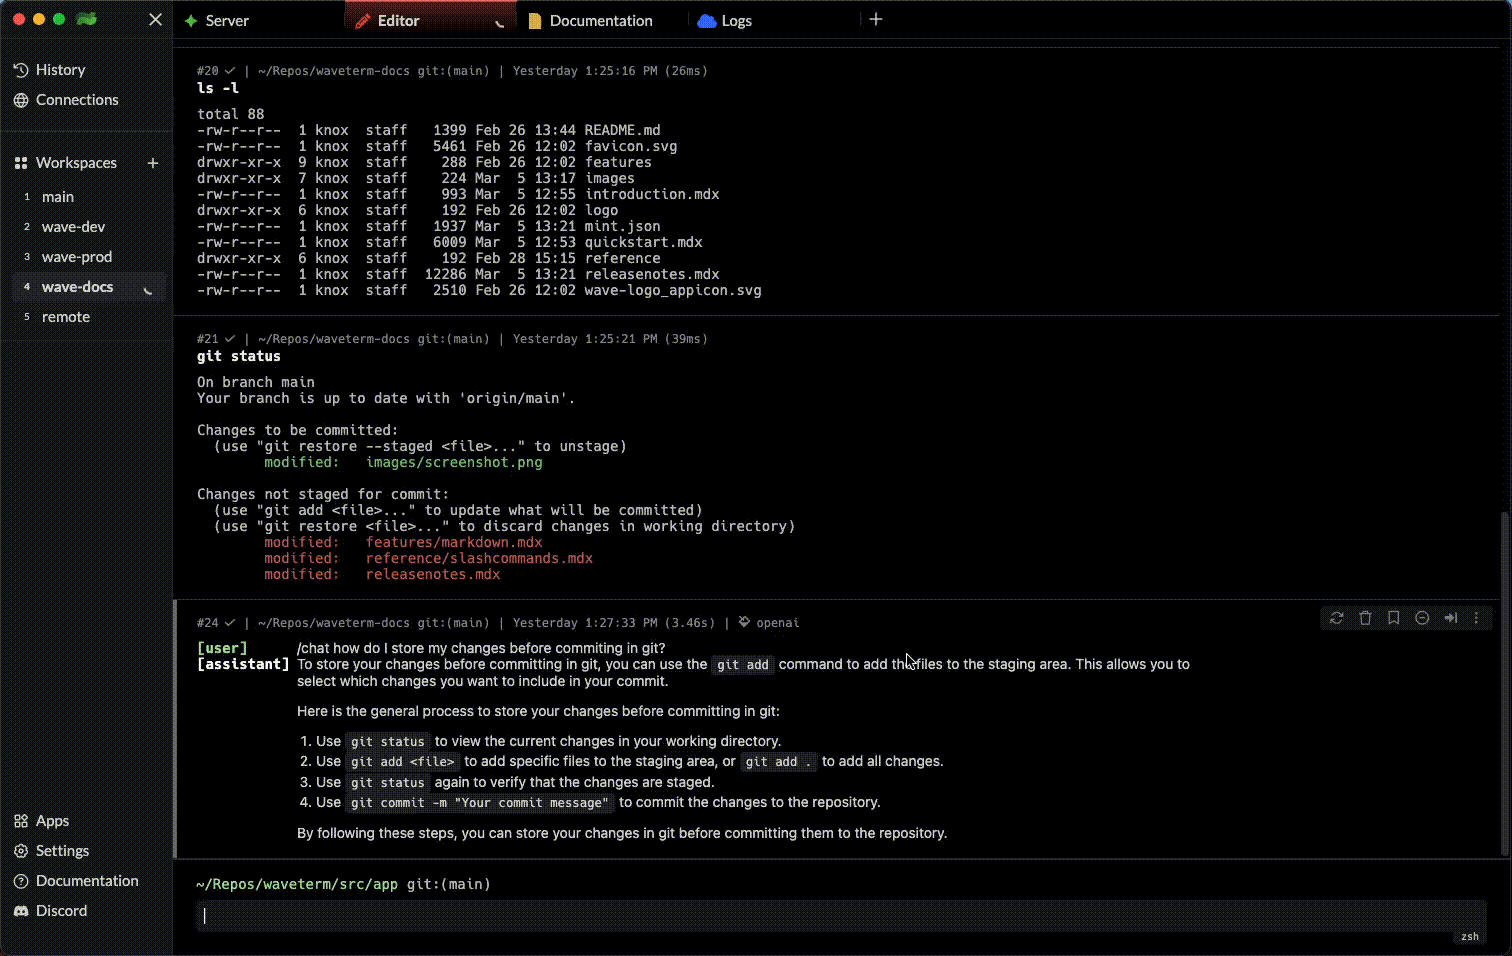 Server
Editor
Documentation
Logs
History
Connections
Workspaces
1 main
2 wave-dev
3 wave-prod
4 wave-docs
5 remote
Apps
Settings
Documentation
Discord
#20 ✓ | ~/Repos/waveterm-docs git:(main) | Yesterday 1:25:16 PM (26ms)
ls -l
total 88
-rw-r--r--  1 knox  staff   1399 Feb 26 13:44 README.md
-rw-r--r--  1 knox  staff   5461 Feb 26 12:02 favicon.svg
drwxr-xr-x  9 knox  staff    288 Feb 26 12:02 features
drwxr-xr-x  7 knox  staff    224 Mar  5 13:17 images
-rw-r--r--  1 knox  staff    993 Mar  5 12:55 introduction.mdx
drwxr-xr-x  6 knox  staff    192 Feb 26 12:02 logo
-rw-r--r--  1 knox  staff   1937 Mar  5 13:21 mint.json
-rw-r--r--  1 knox  staff   6009 Mar  5 12:53 quickstart.mdx
drwxr-xr-x  6 knox  staff    192 Feb 28 15:15 reference
-rw-r--r--  1 knox  staff  12286 Mar  5 13:21 releasenotes.mdx
-rw-r--r--  1 knox  staff   2510 Feb 26 12:02 wave-logo_appicon.svg
#21 ✓ | ~/Repos/waveterm-docs git:(main) | Yesterday 1:25:21 PM (39ms)
git status
On branch main
Your branch is up to date with 'origin/main'.
Changes to be committed:
(use "git restore --staged <file>..." to unstage)
modified:   images/screenshot.png
Changes not staged for commit:
(use "git add <file>..." to update what will be committed)
(use "git restore <file>..." to discard changes in working directory)
modified:   features/markdown.mdx
modified:   reference/slashcommands.mdx
modified:   releasenotes.mdx
#24 ✓ | ~/Repos/waveterm-docs git:(main) | Yesterday 1:27:33 PM (3.46s) | openai
[user] /chat how do I store my changes before commiting in git?
[assistant] To store your changes before committing in git, you can use the git add command to add the files to the staging area. This allows you to
select which changes you want to include in your commit.
Here is the general process to store your changes before committing in git:
1. Use git status to view the current changes in your working directory.
2. Use git add <file> to add specific files to the staging area, or git add . to add all changes.
3. Use git status again to verify that the changes are staged.
4. Use git commit -m "Your commit message" to commit the changes to the repository.
By following these steps, you can store your changes in git before committing them to the repository.
~/Repos/waveterm/src/app git:(main)
zsh